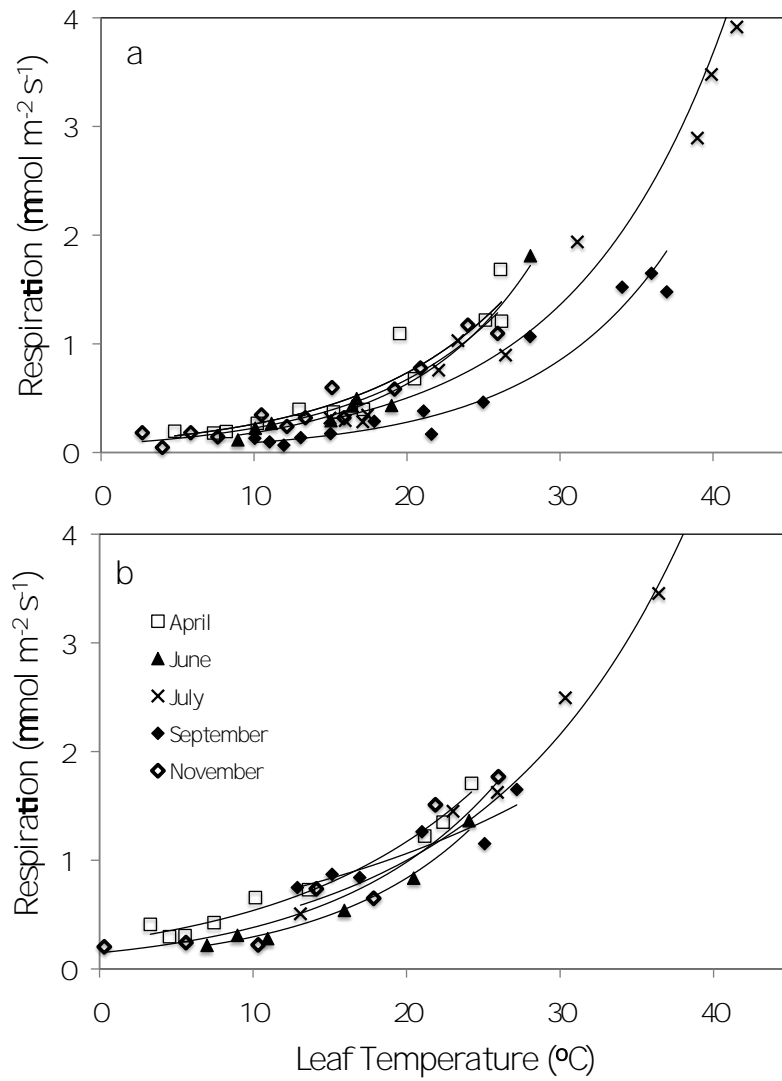 4
a
3
2
1
0
0 10 20 30 40
Respiration (mmol m-2 s-1)
4
b
April
June
July
September
November
3
2
1
0
0 10 20 30 40
Respiration (mmol m-2 s-1)
Leaf Temperature (ºC)